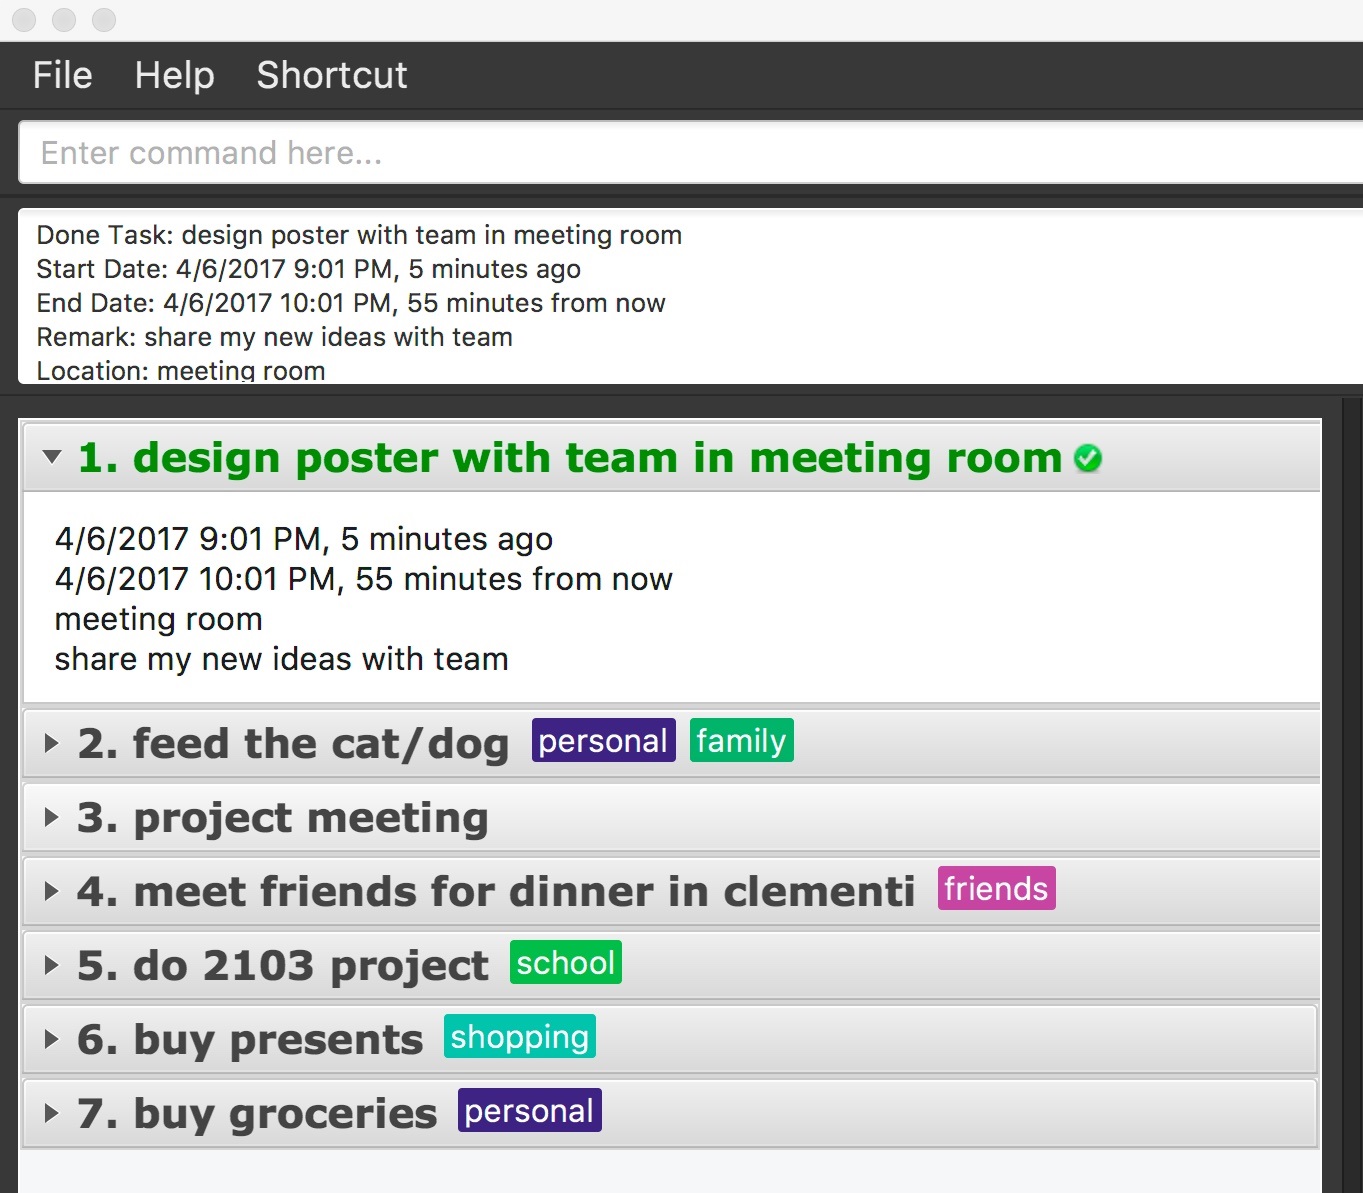 File Help Shortcut
Enter command here...
Done Task: design poster with team in meeting room
Start Date: 4/6/2017 9:01 PM, 5 minutes ago
End Date: 4/6/2017 10:01 PM, 55 minutes from now
Remark: share my new ideas with team
Location: meeting room
1. design poster with team in meeting room
4/6/2017 9:01 PM, 5 minutes ago
4/6/2017 10:01 PM, 55 minutes from now
meeting room
share my new ideas with team
2. feed the cat/dog personal family
3. project meeting
4. meet friends for dinner in clementi friends
5. do 2103 project school
6. buy presents shopping
7. buy groceries personal